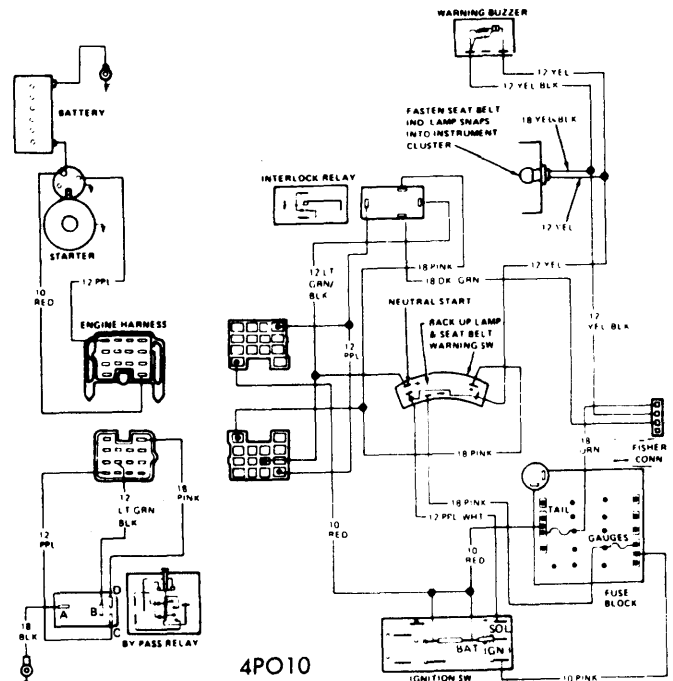 WARNING BUZZER
12 YEL
12 YEL BLK
BATTERY
FASTEN SEAT BELT
IND. LAMP SNAPS
INTO INSTRUMENT
CLUSTER
18 YEL-BLK
INTERLOCK RELAY
12 YEL
STARTER
10
RED
12 PPL
12 LT
GRN/
BLK
18 PINK
18 DK GRN
12 YEL
NEUTRAL START
BACK UP LAMP
& SEAT BELT
WARNING SW
12
YEL BLK
ENGINE HARNESS
12
PPL
18 PINK
FISHER
CONN
12
LT GRN
BLK
18
PINK
12
PPL
10
RED
18 PINK
12 PPL WHT
10
RED
TAIL
GAUGES
FUSE
BLOCK
A
B
D
C
18
BLK
BY PASS RELAY
4PO10
SOL
BAT
IGN
IGNITION SW
10 PINK